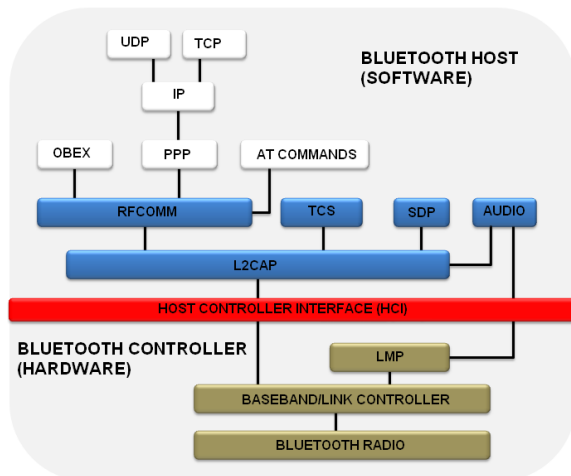 UDP
TCP
BLUETOOTH HOST
(SOFTWARE)
IP
OBEX
PPP
AT COMMANDS
RFCOMM
TCS
SDP
AUDIO
L2CAP
HOST CONTROLLER INTERFACE (HCI)
BLUETOOTH CONTROLLER
(HARDWARE)
LMP
BASEBAND/LINK CONTROLLER
BLUETOOTH RADIO